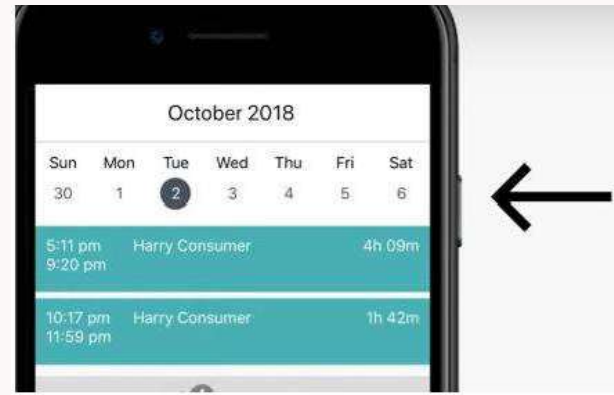 October 2018
Sun Mon Tue Wed Thu Fri Sat
30 1 2 3 4 5 6
5:11 pm Harry Consumer 4h 09m
9:20 pm
10:17 pm Harry Consumer 1h 42m
11:59 pm